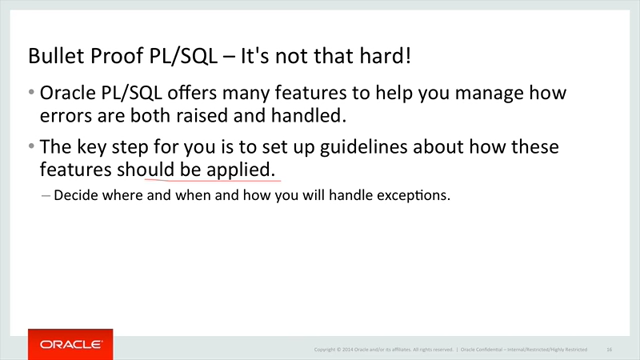 Bullet Proof PL/SQL – It's not that hard!
• Oracle PL/SQL offers many features to help you manage how
errors are both raised and handled.
• The key step for you is to set up guidelines about how these
features should be applied.
– Decide where and when and how you will handle exceptions.
ORACLE
Copyright © 2014 Oracle and/or its affiliates. All rights reserved. | Oracle Confidential – Internal/Restricted/Highly Restricted